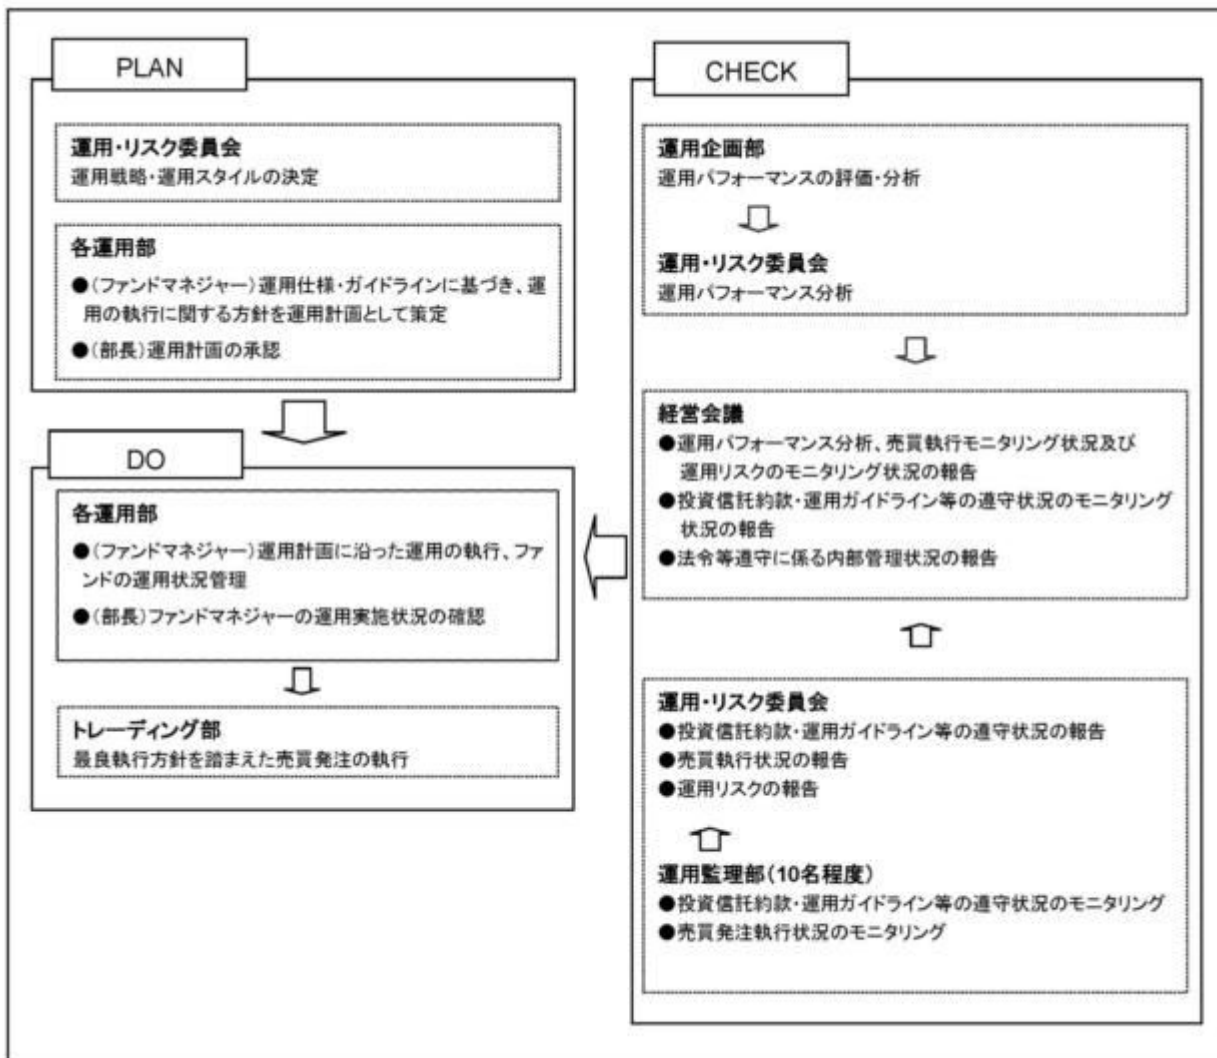 PLAN
運用・リスク委員会
運用戦略・運用スタイルの決定
各運用部
●(ファンドマネジャー)運用仕様・ガイドラインに基づき、運
用の執行に関する方針を運用計画として策定
●(部長)運用計画の承認
DO
各運用部
●(ファンドマネジャー)運用計画に沿った運用の執行、ファ
ンドの運用状況管理
●(部長)ファンドマネジャーの運用実施状況の確認
トレーディング部
最良執行方針を踏まえた売買発注の執行
CHECK
運用企画部
運用パフォーマンスの評価・分析
運用・リスク委員会
運用パフォーマンス分析
経営会議
●運用パフォーマンス分析、売買執行モニタリング状況及び
運用リスクのモニタリング状況の報告
●投資信託約款・運用ガイドライン等の遵守状況のモニタリング
状況の報告
●法令等遵守に係る内部管理状況の報告
運用・リスク委員会
●投資信託約款・運用ガイドライン等の遵守状況の報告
●売買執行状況の報告
●運用リスクの報告
運用監理部(10名程度)
●投資信託約款・運用ガイドライン等の遵守状況のモニタリング
●売買発注執行状況のモニタリング